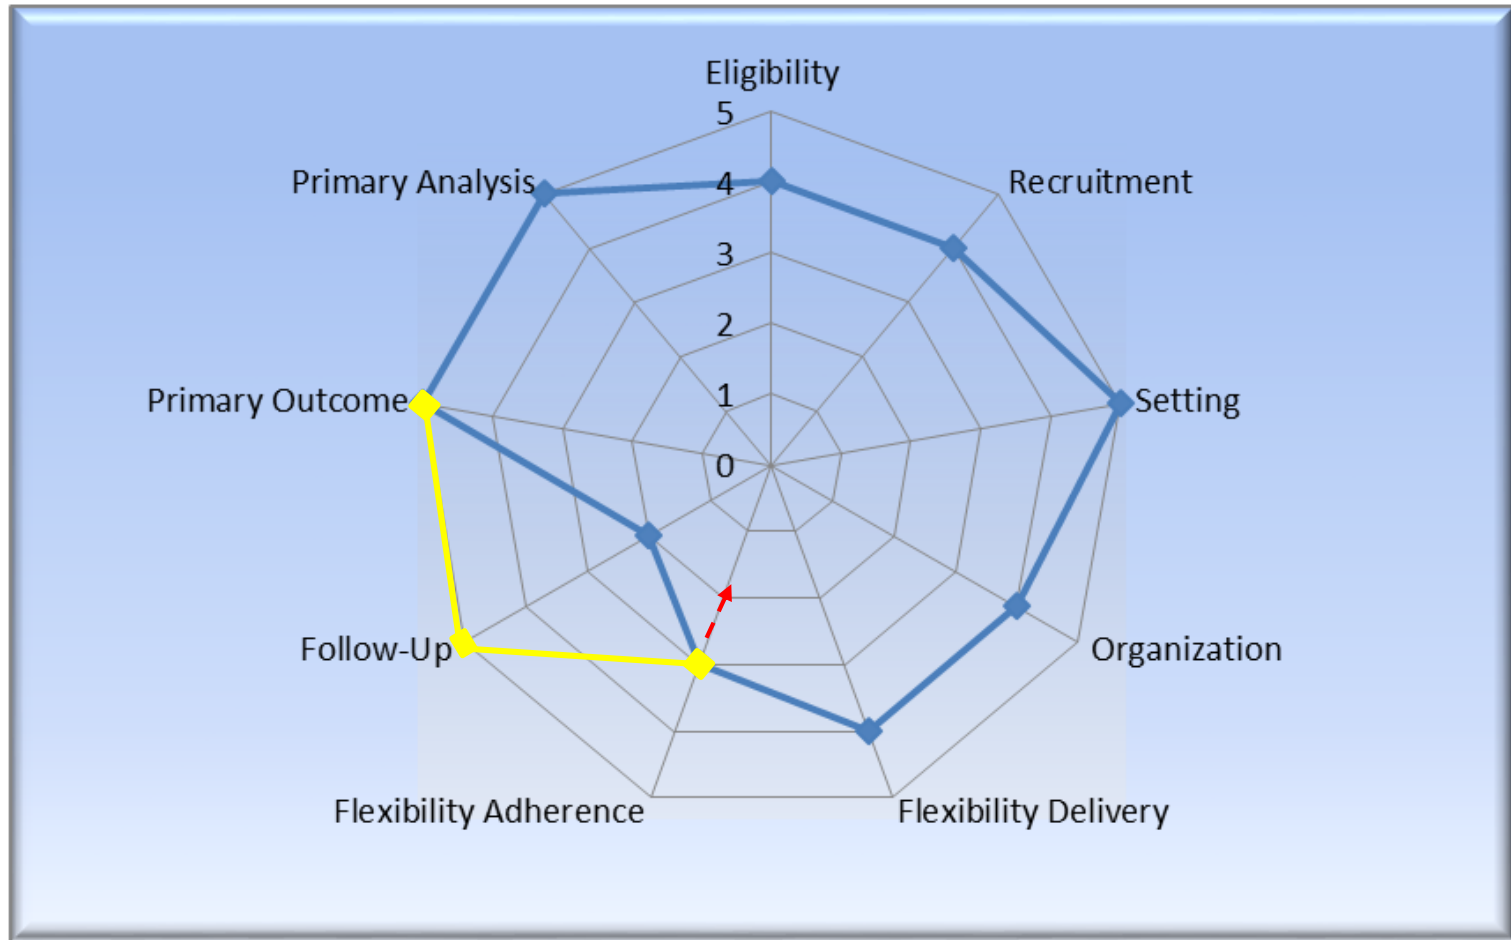 Eligibility
5
Primary Analysis
Recruitment
4
3
2
1
Primary Outcome
Setting
0
Follow-Up
Organization
Flexibility Adherence
Flexibility Delivery